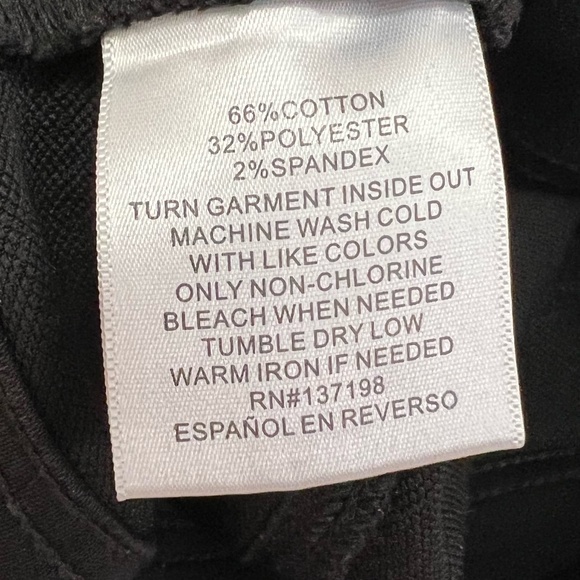 66%COTTON
32%POLYESTER
2%SPANDEX
TURN GARMENT INSIDE OUT
MACHINE WASH COLD
WITH LIKE COLORS
ONLY NON-CHLORINE
BLEACH WHEN NEEDED
TUMBLE DRY LOW
WARM IRON IF NEEDED
RN#137198
ESPAÑOL EN REVERSO